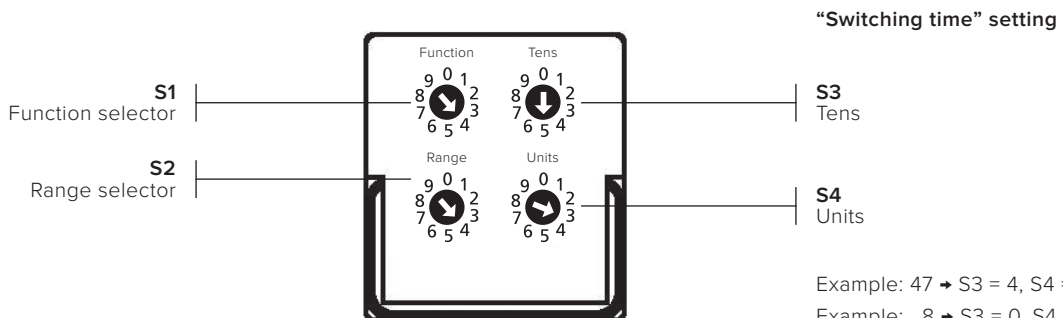 “Switching time” setting
Function
Tens
9 0 1
8 2
7 3
6 5 4
9 0 1
8 2
7 3
6 5 4
S1
Function selector
S3
Tens
Range
Units
9 0 1
8 2
7 3
6 5 4
9 0 1
8 2
7 3
6 5 4
S2
Range selector
S4
Units
Example: 47 → S3 = 4, S4 =
Example: 8 → S3 = 0, S4